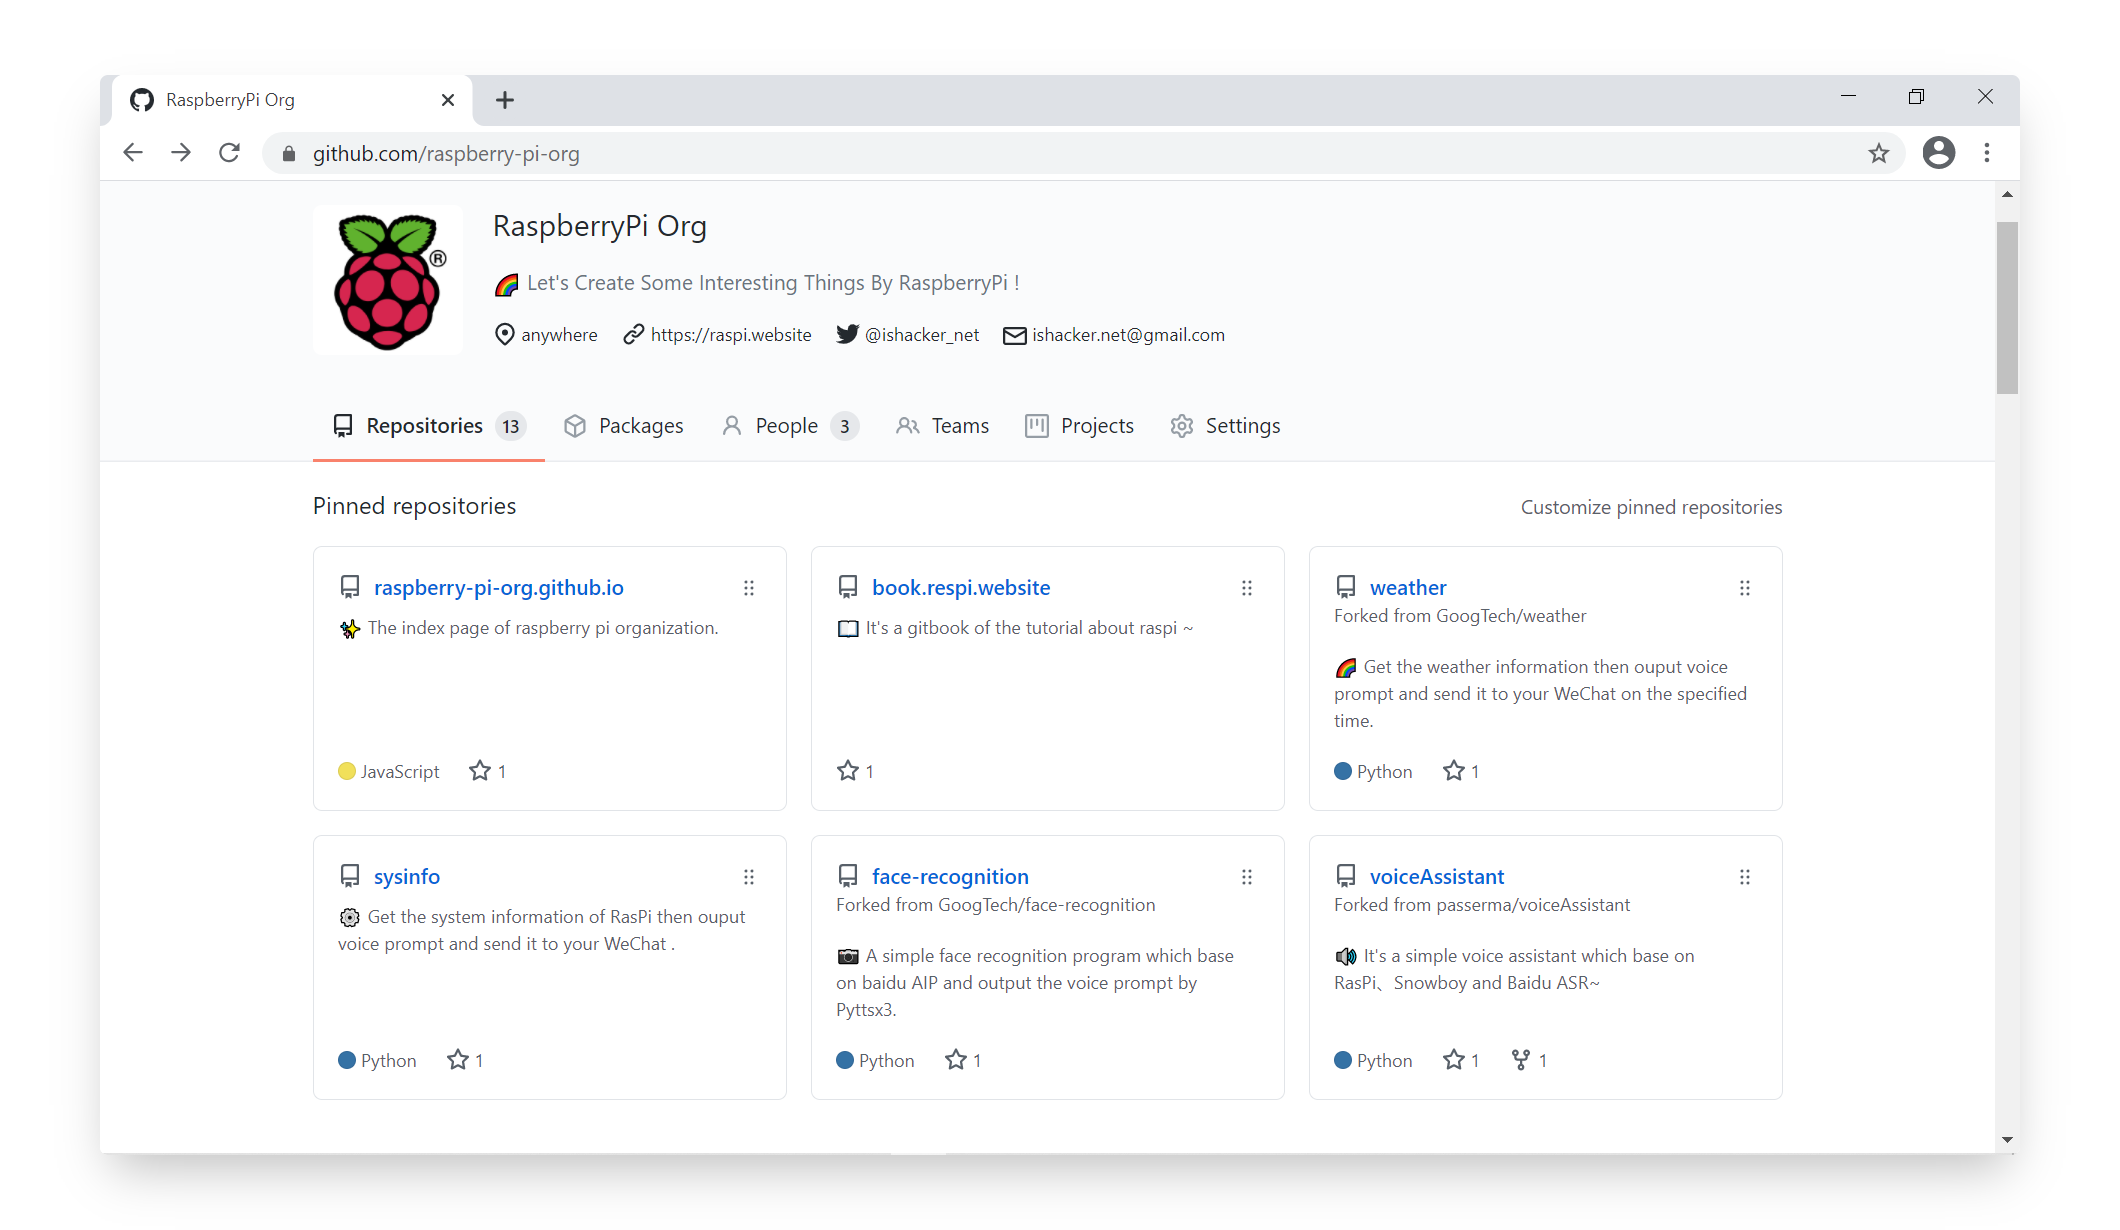 RaspberryPi Org
github.com/raspberry-pi-org
®
RaspberryPi Org
🌈 Let's Create Some Interesting Things By RaspberryPi !
anywhere https://raspi.website @ishacker_net ishacker.net@gmail.com
Repositories 13 Packages People 3 Teams Projects Settings
Pinned repositories Customize pinned repositories
raspberry-pi-org.github.io
✨ The index page of raspberry pi organization.
JavaScript 1
book.respi.website
📖 It's a gitbook of the tutorial about raspi ~
1
weather
Forked from GoogTech/weather
🌈 Get the weather information then ouput voice
prompt and send it to your WeChat on the specified
time.
Python 1
sysinfo
⚙️ Get the system information of RasPi then ouput
voice prompt and send it to your WeChat .
Python 1
face-recognition
Forked from GoogTech/face-recognition
📷 A simple face recognition program which base
on baidu AIP and output the voice prompt by
Pyttsx3.
Python 1
voiceAssistant
Forked from passerma/voiceAssistant
🔊 It's a simple voice assistant which base on
RasPi、Snowboy and Baidu ASR~
Python 1 1